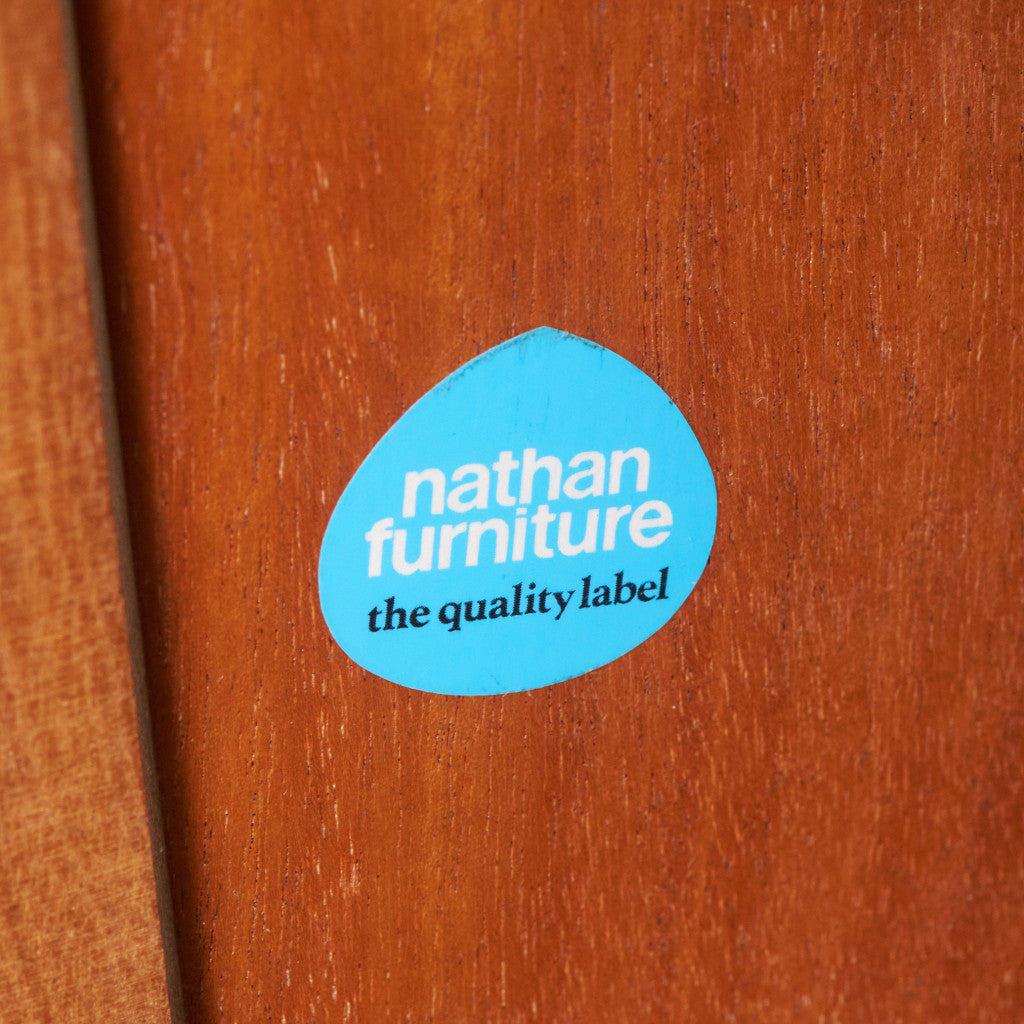 nathan
furniture
the quality label